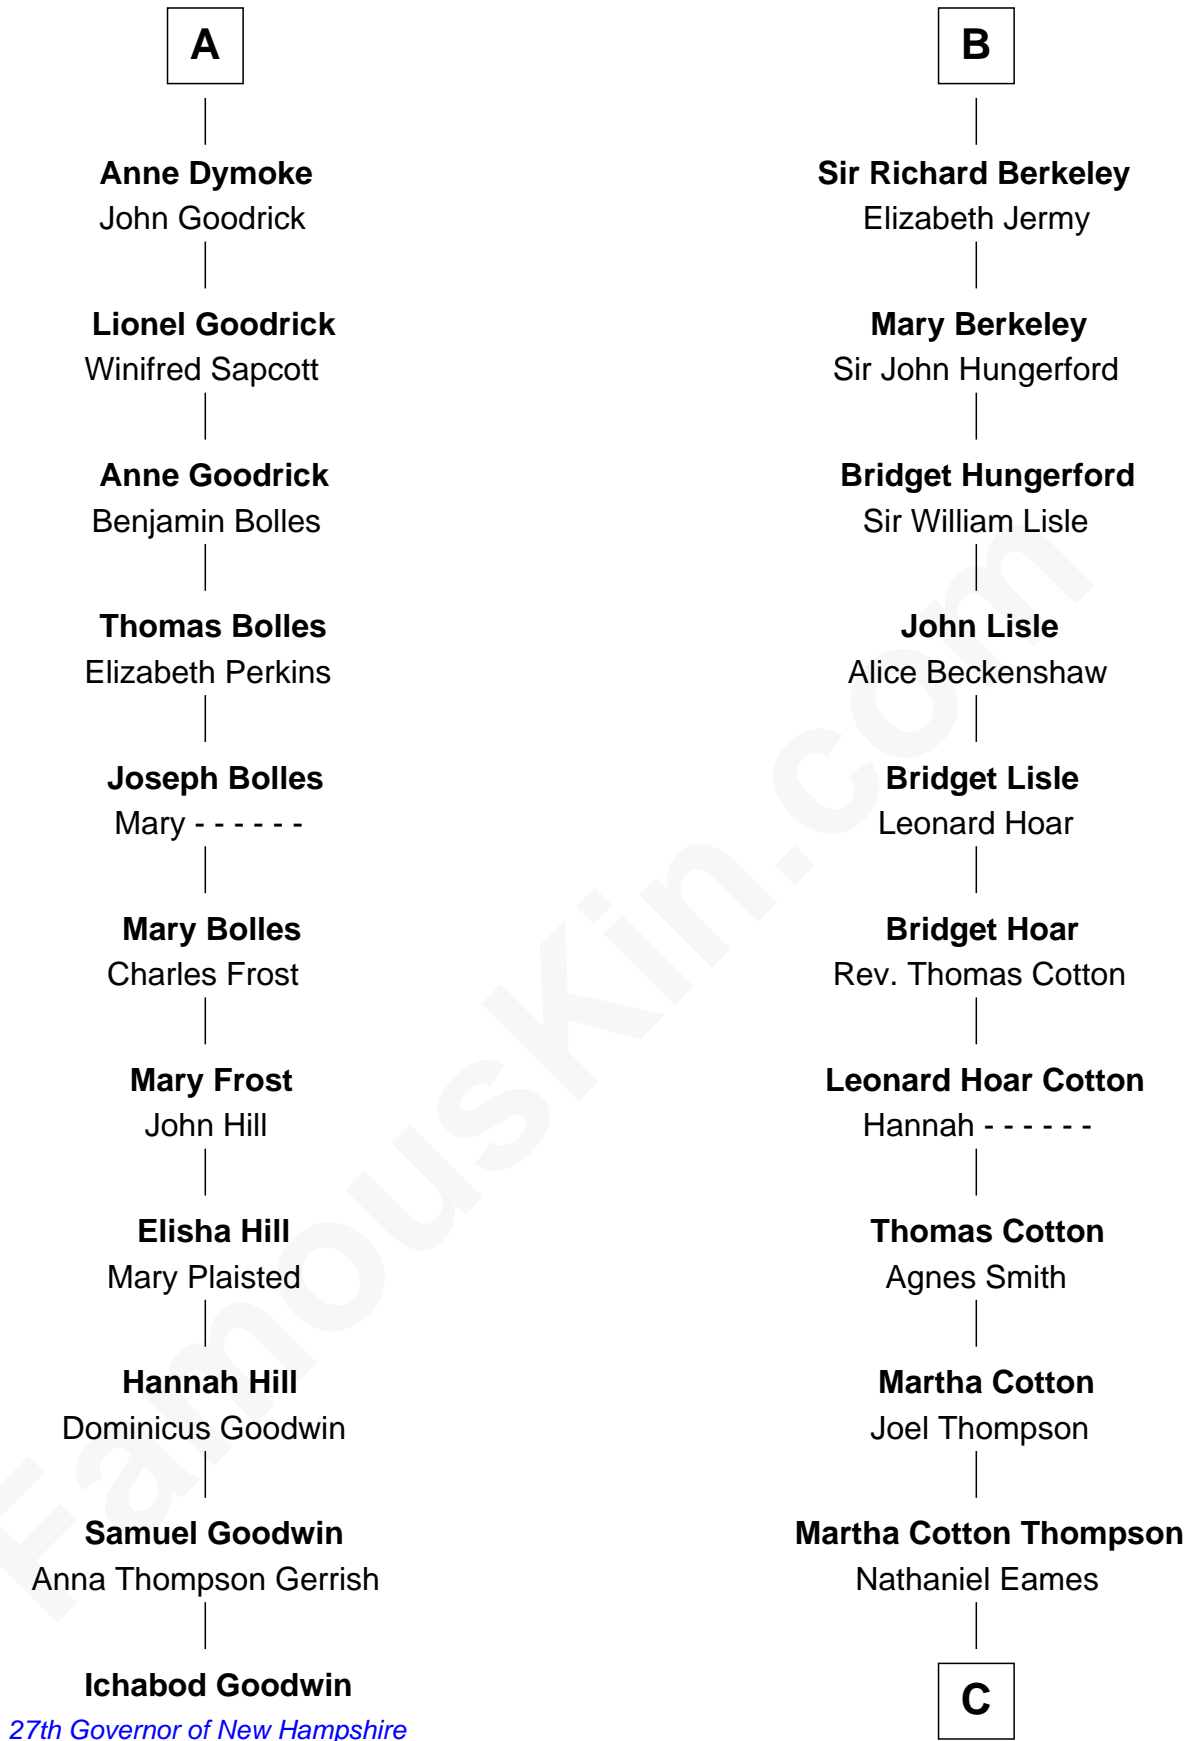 A
Anne Dymoke
John Goodrick
Lionel Goodrick
Winifred Sapcott
Anne Goodrick
Benjamin Bolles
Thomas Bolles
Elizabeth Perkins
Joseph Bolles
Mary - - - - - -
Mary Bolles
Charles Frost
Mary Frost
John Hill
Elisha Hill
Mary Plaisted
Hannah Hill
Dominicus Goodwin
Samuel Goodwin
Anna Thompson Gerrish
Ichabod Goodwin
27th Governor of New Hampshire
B
Sir Richard Berkeley
Elizabeth Jermy
Mary Berkeley
Sir John Hungerford
Bridget Hungerford
Sir William Lisle
John Lisle
Alice Beckenshaw
Bridget Lisle
Leonard Hoar
Bridget Hoar
Rev. Thomas Cotton
Leonard Hoar Cotton
Hannah - - - - - -
Thomas Cotton
Agnes Smith
Martha Cotton
Joel Thompson
Martha Cotton Thompson
Nathaniel Eames
C
FamousKin.com